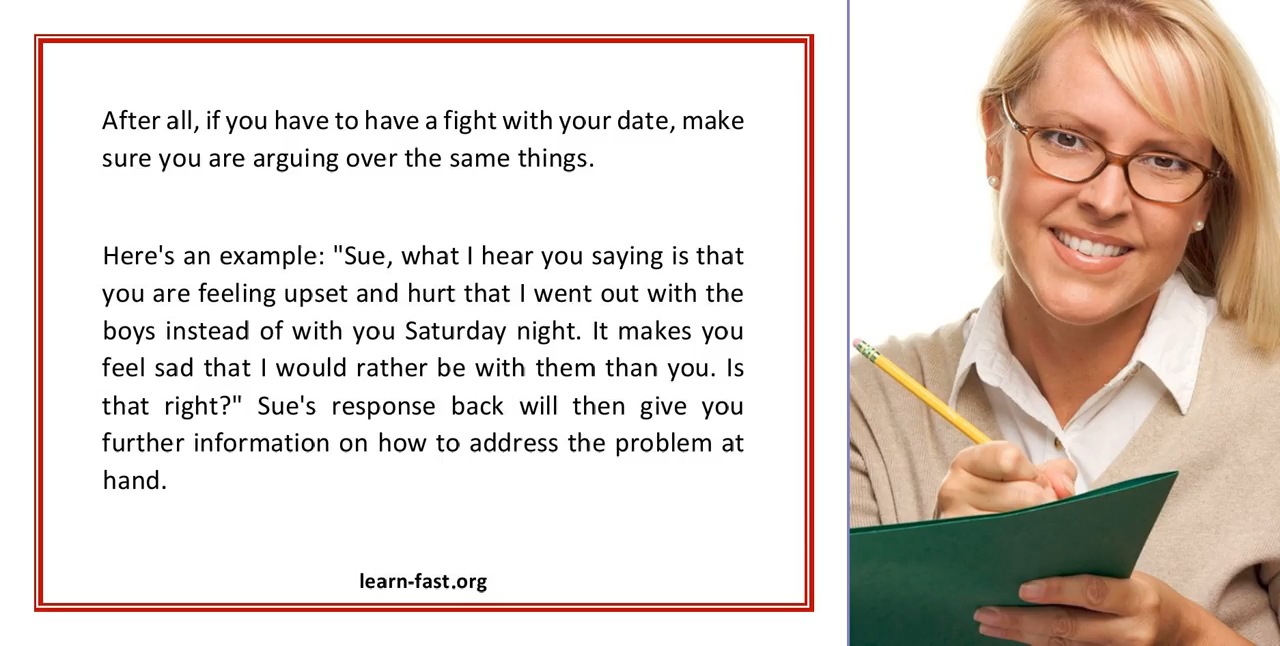 After all, if you have to have a fight with your date, make
sure you are arguing over the same things.
Here's an example: "Sue, what I hear you saying is that
you are feeling upset and hurt that I went out with the
boys instead of with you Saturday night. It makes you
feel sad that I would rather be with them than you. Is
that right?" Sue's response back will then give you
further information on how to address the problem at
hand.
learn-fast.org